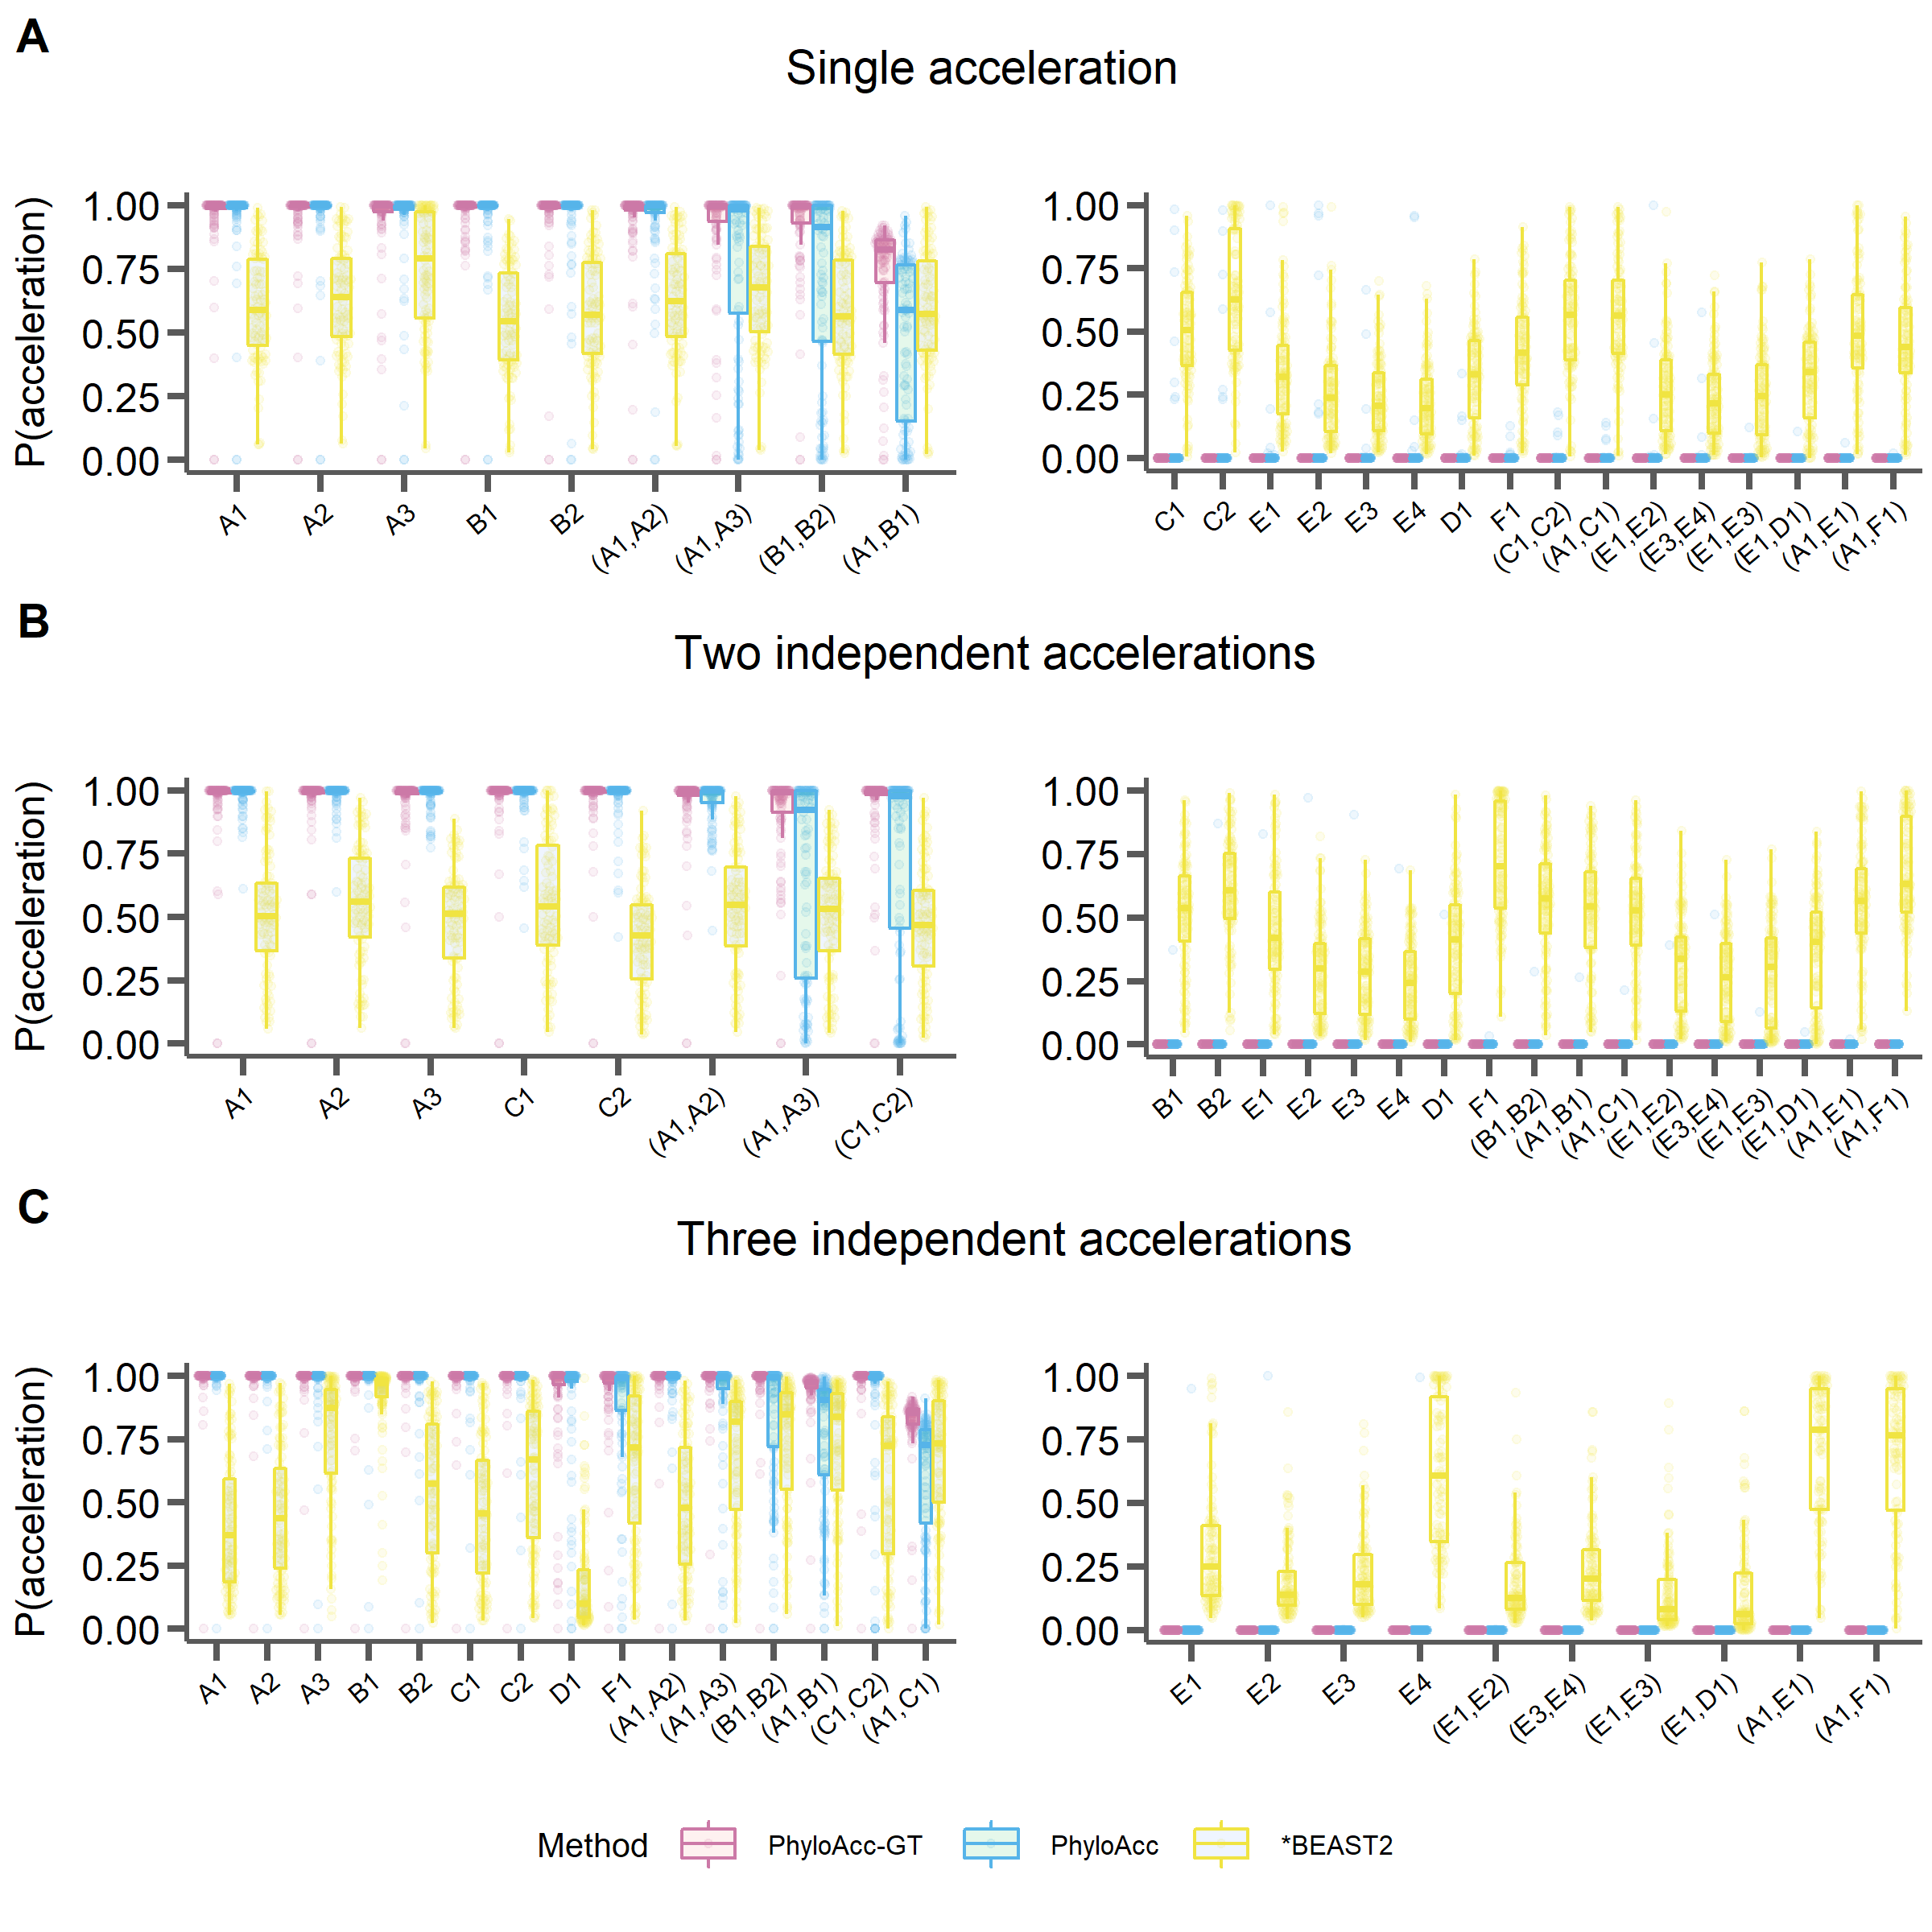 A
Single acceleration
P(acceleration)
1.00
0.75
0.50
0.25
0.00
A1 A2 A3 B1 B2 (A1,A2) (A1,A3) (B1,B2) (A1,B1)
1.00
0.75
0.50
0.25
0.00
C1 C2 E1 E2 E3 E4 D1 F1 (C1,C2) (A1,C1) (E1,E2) (E3,E4) (E1,E3) (E1,D1) (A1,E1) (A1,F1)
B
Two independent accelerations
P(acceleration)
1.00
0.75
0.50
0.25
0.00
A1 A2 A3 C1 C2 (A1,A2) (A1,A3) (C1,C2)
1.00
0.75
0.50
0.25
0.00
B1 B2 E1 E2 E3 E4 D1 F1 (B1,B2) (A1,B1) (A1,C1) (E1,E2) (E3,E4) (E1,E3) (E1,D1) (A1,E1) (A1,F1)
C
Three independent accelerations
P(acceleration)
1.00
0.75
0.50
0.25
0.00
A1 A2 A3 B1 B2 C1 C2 D1 F1 (A1,A2) (A1,A3) (B1,B2) (A1,B1) (C1,C2) (A1,C1)
1.00
0.75
0.50
0.25
0.00
E1 E2 E3 E4 (E1,E2) (E3,E4) (E1,E3) (E1,D1) (A1,E1) (A1,F1)
Method PhyloAcc-GT PhyloAcc *BEAST2